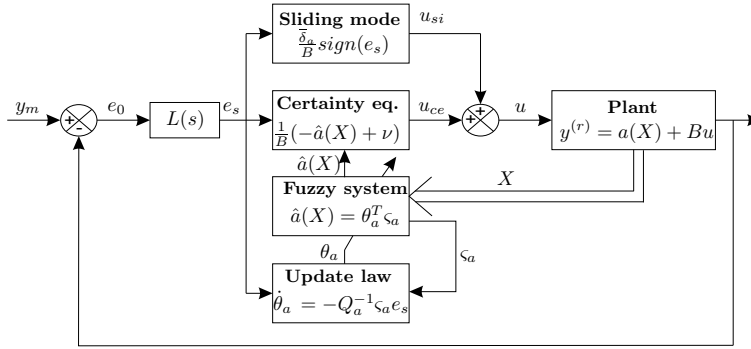 Sliding mode
$\frac{\overline{\delta}_a}{B} sign(e_s)$
$u_{si}$
$y_m$
+
-
$e_0$
$L(s)$
$e_s$
Certainty eq.
$\frac{1}{B}(-\hat{a}(X) + \nu)$
$u_{ce}$
+
+
$u$
Plant
$y^{(r)} = a(X) + Bu$
$\hat{a}(X)$
Fuzzy system
$\hat{a}(X) = \theta_a^T \varsigma_a$
$X$
$\theta_a$
$\varsigma_a$
Update law
$\dot{\theta}_a = -Q_a^{-1} \varsigma_a e_s$